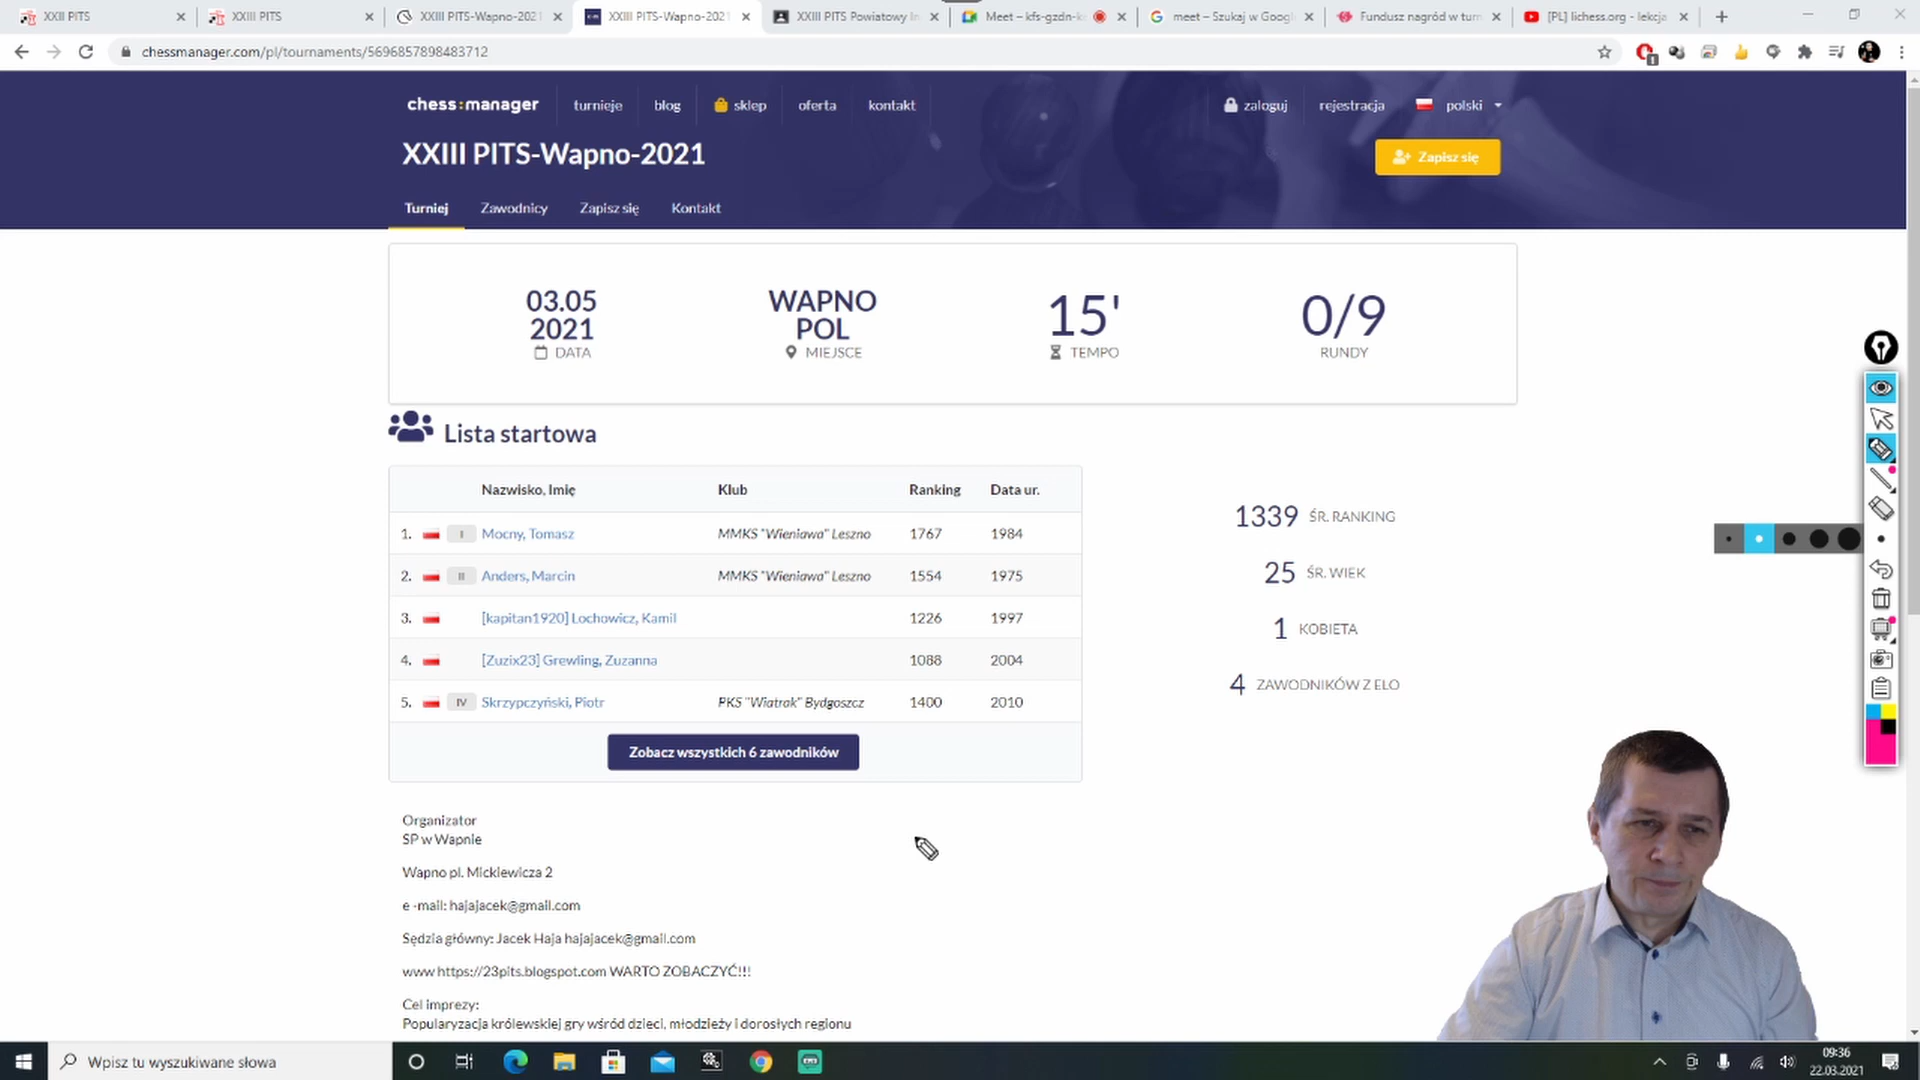 XXII PITS
XXIII PITS
XXIII PITS-Wapno-2021
XXIII PITS-Wapno-2021
XXIII PITS Powiatowy In
Meet – kfs-gzdn-k
meet – Szukaj w Googl
Fundusz nagród w turn
[PL] lichess.org - lekcja
chessmanager.com/pl/tournaments/5696857898483712
chess:manager
turnieje
blog
sklep
oferta
kontakt
zaloguj
rejestracja
polski
XXIII PITS-Wapno-2021
Zapisz się
Turniej
Zawodnicy
Zapisz się
Kontakt
03.05
2021
DATA
WAPNO
POL
MIEJSCE
15'
TEMPO
0/9
RUNDY
Lista startowa
Nazwisko, Imię Klub Ranking Data ur.
1. I Mocny, Tomasz MMKS "Wieniawa" Leszno 1767 1984
2. II Anders, Marcin MMKS "Wieniawa" Leszno 1554 1975
3. [kapitan1920] Lochowicz, Kamil 1226 1997
4. [Zuzix23] Grewling, Zuzanna 1088 2004
5. IV Skrzypczyński, Piotr PKS "Wiatrak" Bydgoszcz 1400 2010
Zobacz wszystkich 6 zawodników
1339 ŚR. RANKING
25 ŚR. WIEK
1 KOBIETA
4 ZAWODNIKÓW Z ELO
Organizator
SP w Wapnie
Wapno pl. Mickiewicza 2
e -mail: hajajacek@gmail.com
Sędzia główny: Jacek Haja hajajacek@gmail.com
www https://23pits.blogspot.com WARTO ZOBACZYĆ!!!
Cel imprezy:
Popularyzacja królewskiej gry wśród dzieci, młodzieży i dorosłych regionu
Wpisz tu wyszukiwane słowa
09:36
22.03.2021